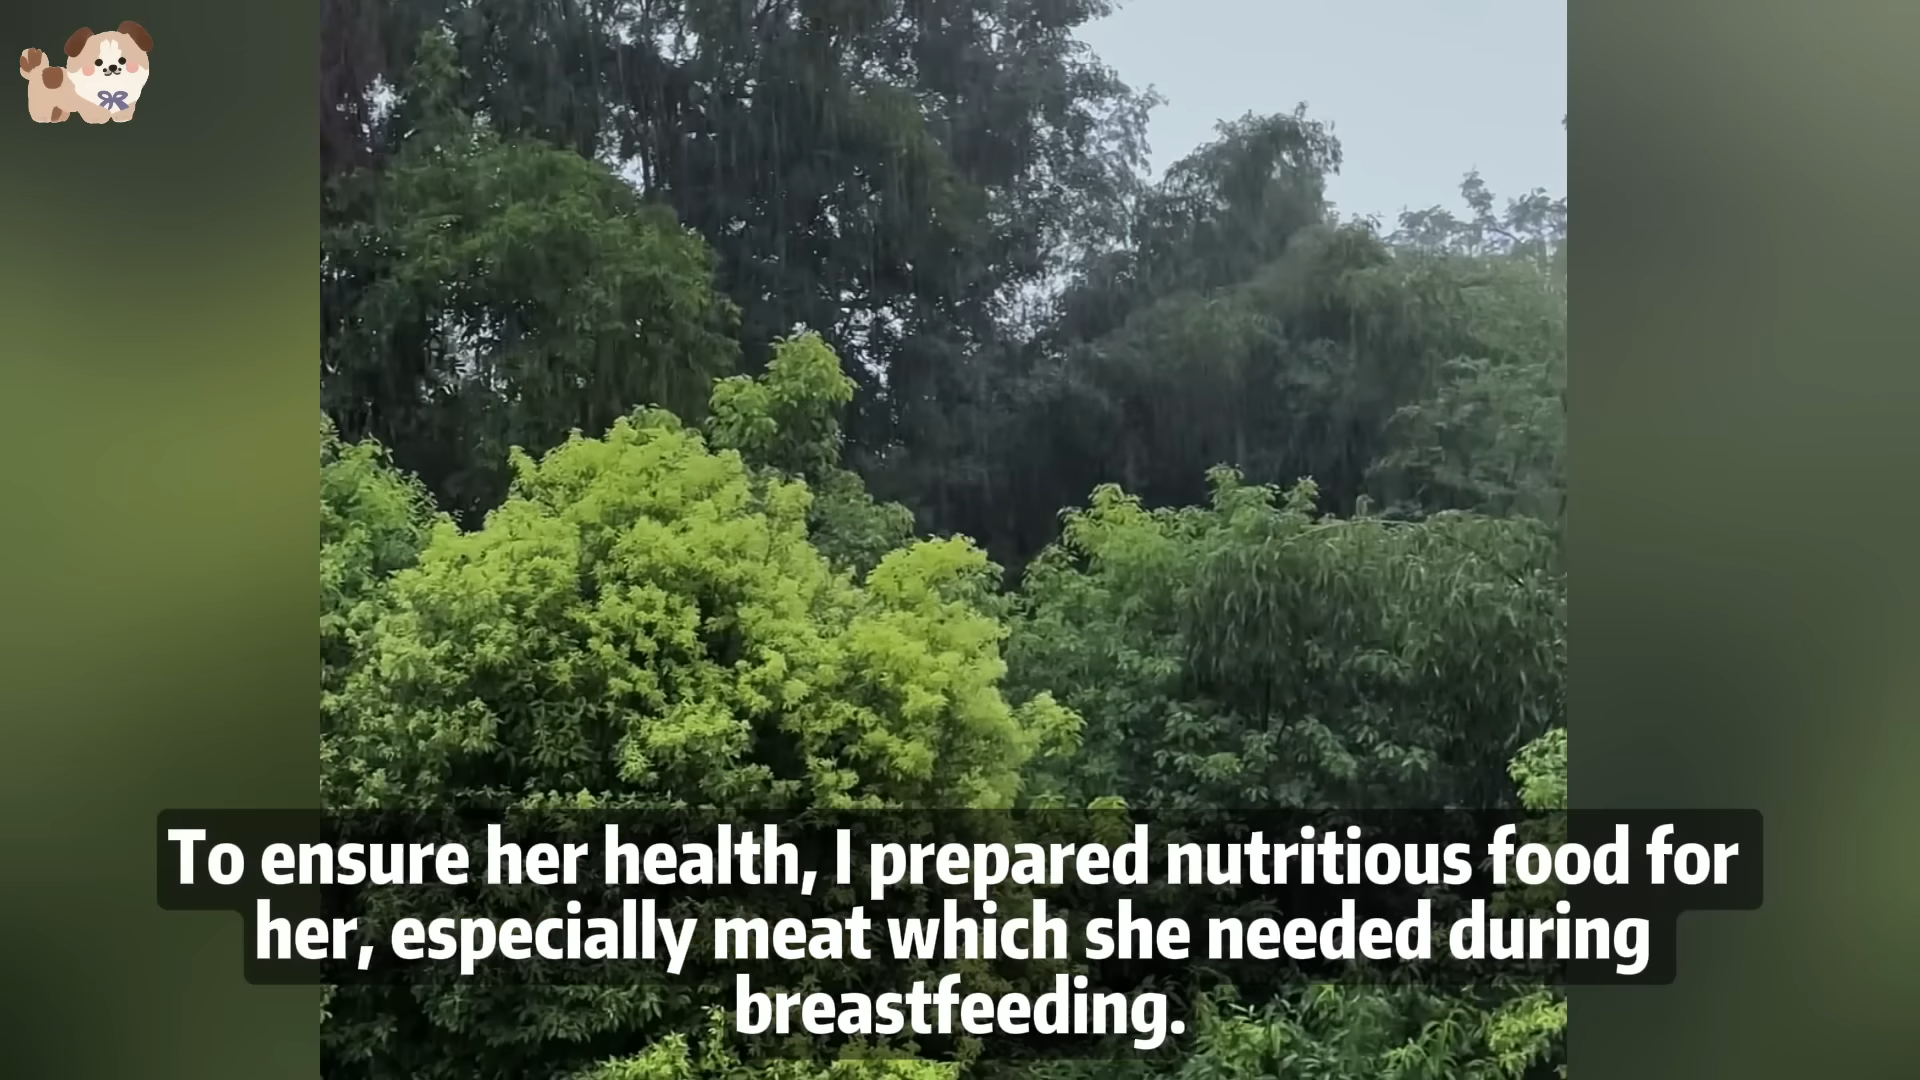 To ensure her health, I prepared nutritious food for
her, especially meat which she needed during
breastfeeding.